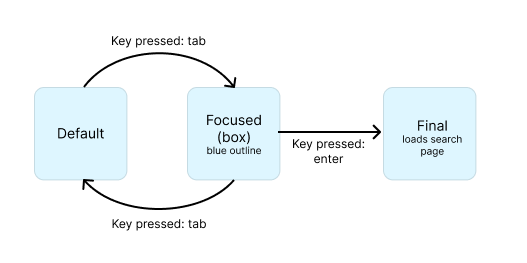 Key pressed: tab
Default
Focused
(box)
blue outline
Key pressed:
enter
Final
loads search
page
Key pressed: tab